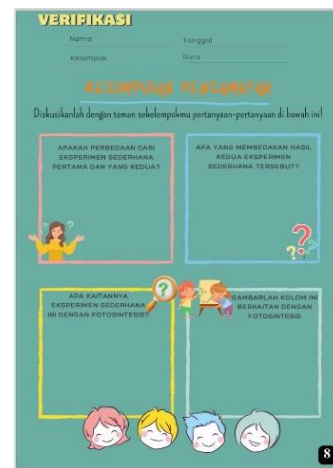 VERIFIKASI
Nama
Tanggal
Kelompok
Guru
KESIMPULAN PENGAMATAN
Diskusikanlah dengan teman sekelompokmu pertanyaan-pertanyaan di bawah ini!
APAKAH PERBEDAAN DARI
EKSPERIMEN SEDERHANA
PERTAMA DAN YANG KEDUA?
APA YANG MEMBEDAKAN HASIL
KEDUA EKSPERIMEN
SEDERHANA TERSEBUT?
APA KAITANNYA
EKSPERIMEN SEDERHANA
INI DENGAN FOTOSINTESIS?
GAMBARLAH KOLOM INI
BERKAITAN DENGAN
FOTOSINTESIS
8